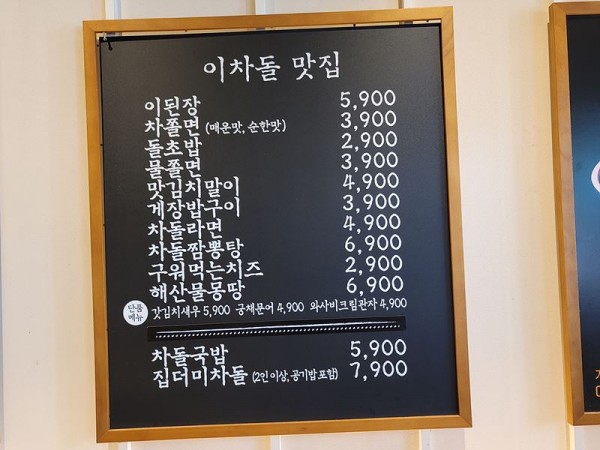 이차돌 맛집
이된장 5,900
차쫄면 (매운맛, 순한맛) 3,900
돌초밥 2,900
물쫄면 3,900
맛김치말이 4,900
게장밥구이 3,900
차돌라면 4,900
차돌짬뽕탕 6,900
구워먹는치즈 2,900
해산물몽땅 6,900
단품메뉴 갓김치새우 5,900 궁채문어 4,900 와사비크림관자 4,900
차돌국밥 5,900
집더미차돌 (2인 이상, 공기밥 포함) 7,900